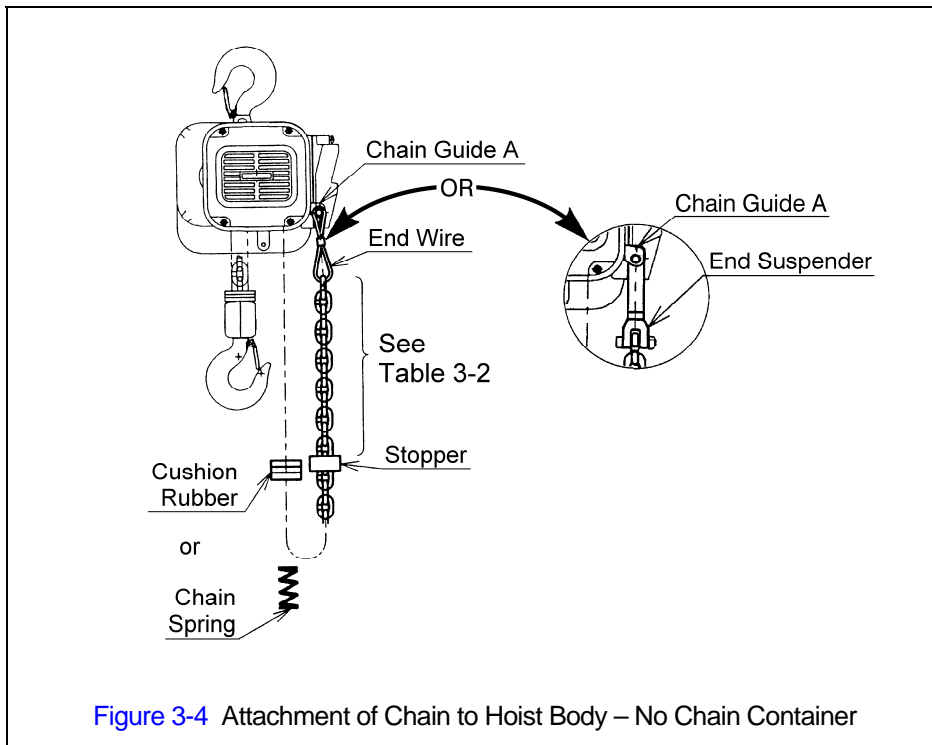 Chain Guide A
OR
Chain Guide A
End Wire
End Suspender
See
Table 3-2
Stopper
Cushion
Rubber
or
Chain
Spring
Figure 3-4 Attachment of Chain to Hoist Body – No Chain Container